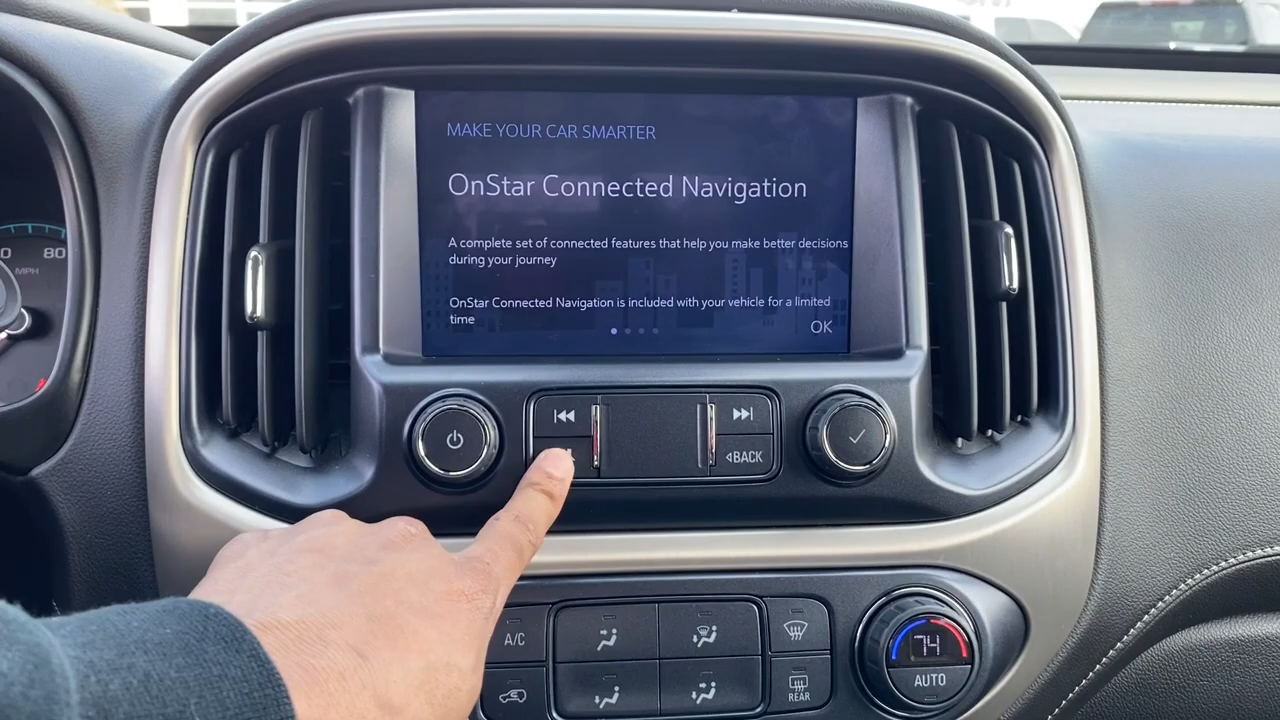 MAKE YOUR CAR SMARTER
OnStar Connected Navigation
A complete set of connected features that help you make better decisions
during your journey
OnStar Connected Navigation is included with your vehicle for a limited
time
OK
80
MPH
BACK
A/C
74
AUTO
REAR